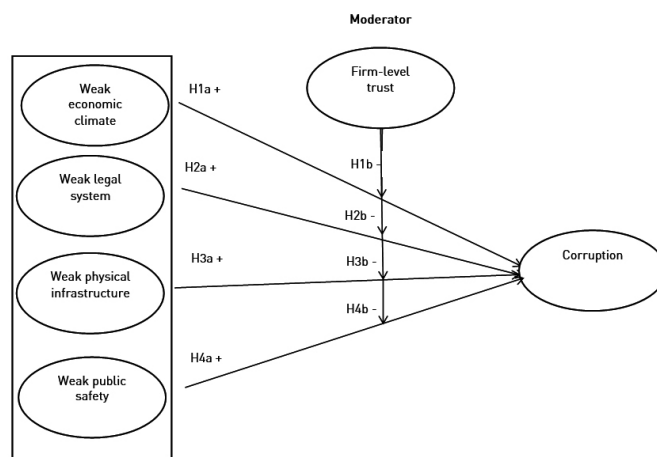 Moderator
Firm-level
trust
Weak
economic
climate
H1a +
H1b -
Weak legal
system
H2a +
H2b -
Weak physical
infrastructure
H3a +
H3b -
Corruption
H4b -
Weak public
safety
H4a +